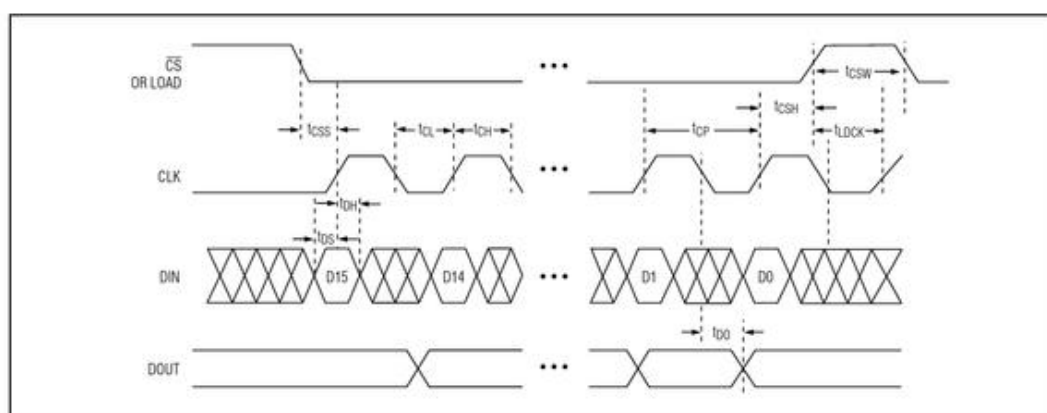 CS
OR LOAD
•••
tCSW
tCSH
tCSS
tCL
tCH
tCP
tLDCK
CLK
•••
tDH
tDS
DIN
D15
D14
•••
D1
D0
tDO
DOUT
•••